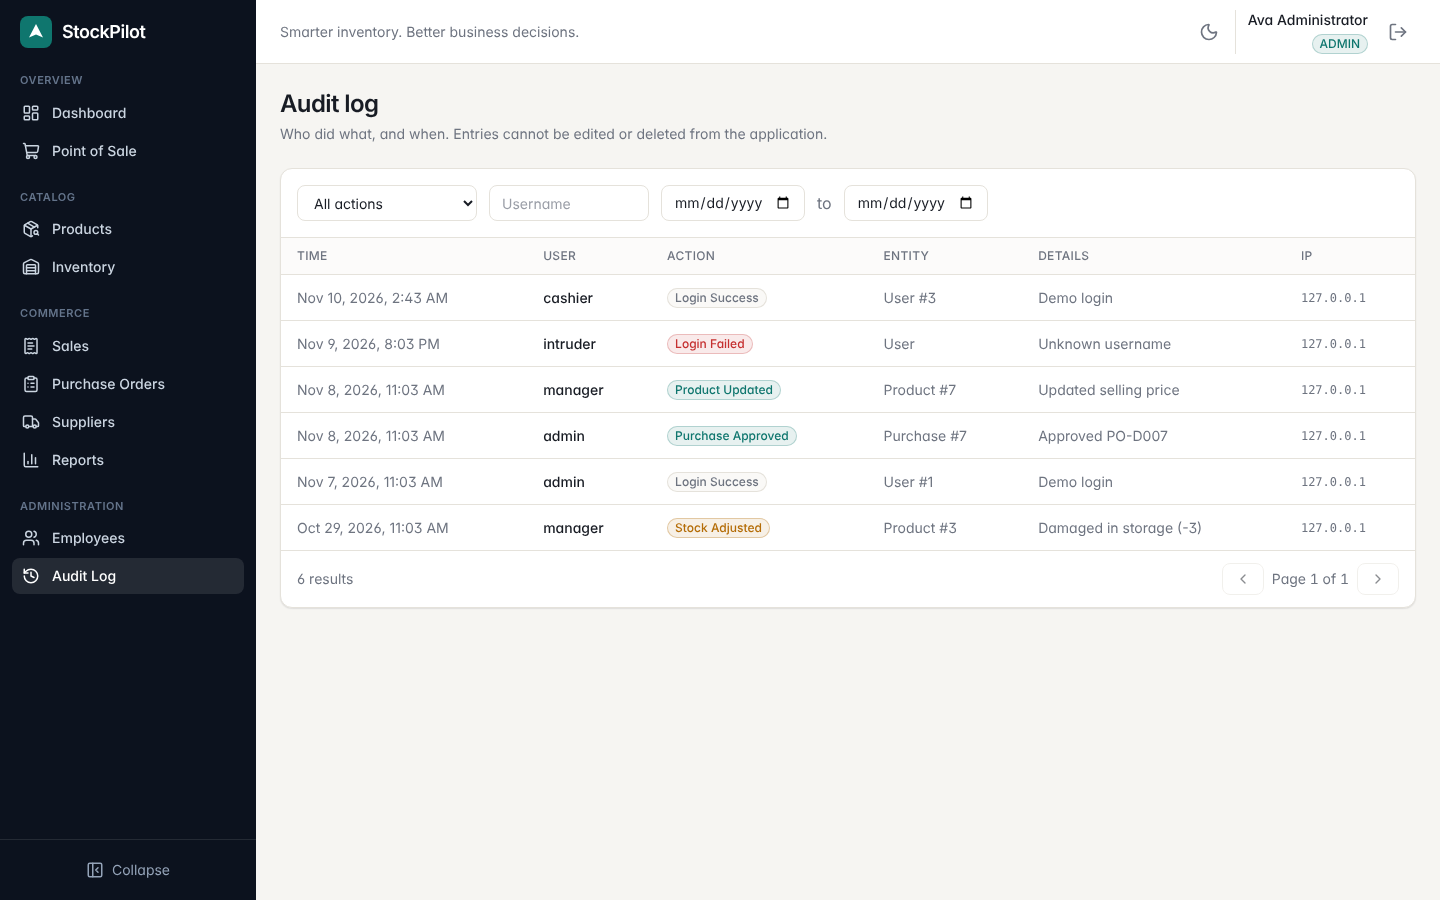 StockPilot
OVERVIEW
Dashboard
Point of Sale
CATALOG
Products
Inventory
COMMERCE
Sales
Purchase Orders
Suppliers
Reports
ADMINISTRATION
Employees
Audit Log
Collapse
Smarter inventory. Better business decisions.
Ava Administrator
ADMIN
Audit log
Who did what, and when. Entries cannot be edited or deleted from the application.
All actions Username mm/dd/yyyy to mm/dd/yyyy
TIME USER ACTION ENTITY DETAILS IP
Nov 10, 2026, 2:43 AM cashier Login Success User #3 Demo login 127.0.0.1
Nov 9, 2026, 8:03 PM intruder Login Failed User Unknown username 127.0.0.1
Nov 8, 2026, 11:03 AM manager Product Updated Product #7 Updated selling price 127.0.0.1
Nov 8, 2026, 11:03 AM admin Purchase Approved Purchase #7 Approved PO-D007 127.0.0.1
Nov 7, 2026, 11:03 AM admin Login Success User #1 Demo login 127.0.0.1
Oct 29, 2026, 11:03 AM manager Stock Adjusted Product #3 Damaged in storage (-3) 127.0.0.1
6 results Page 1 of 1